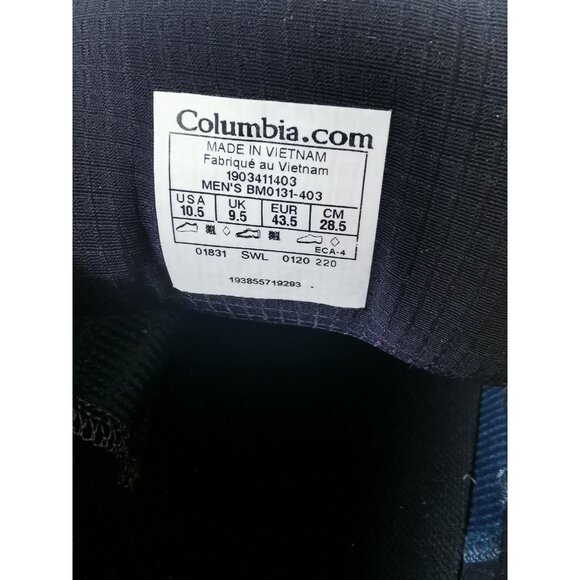 Columbia.com
MADE IN VIETNAM
Fabriqué au Vietnam
1903411403
MEN'S BM0131-403
USA UK EUR CM
10.5 9.5 43.5 28.5
ECA-4
01831 SWL 0120 220
193855719293